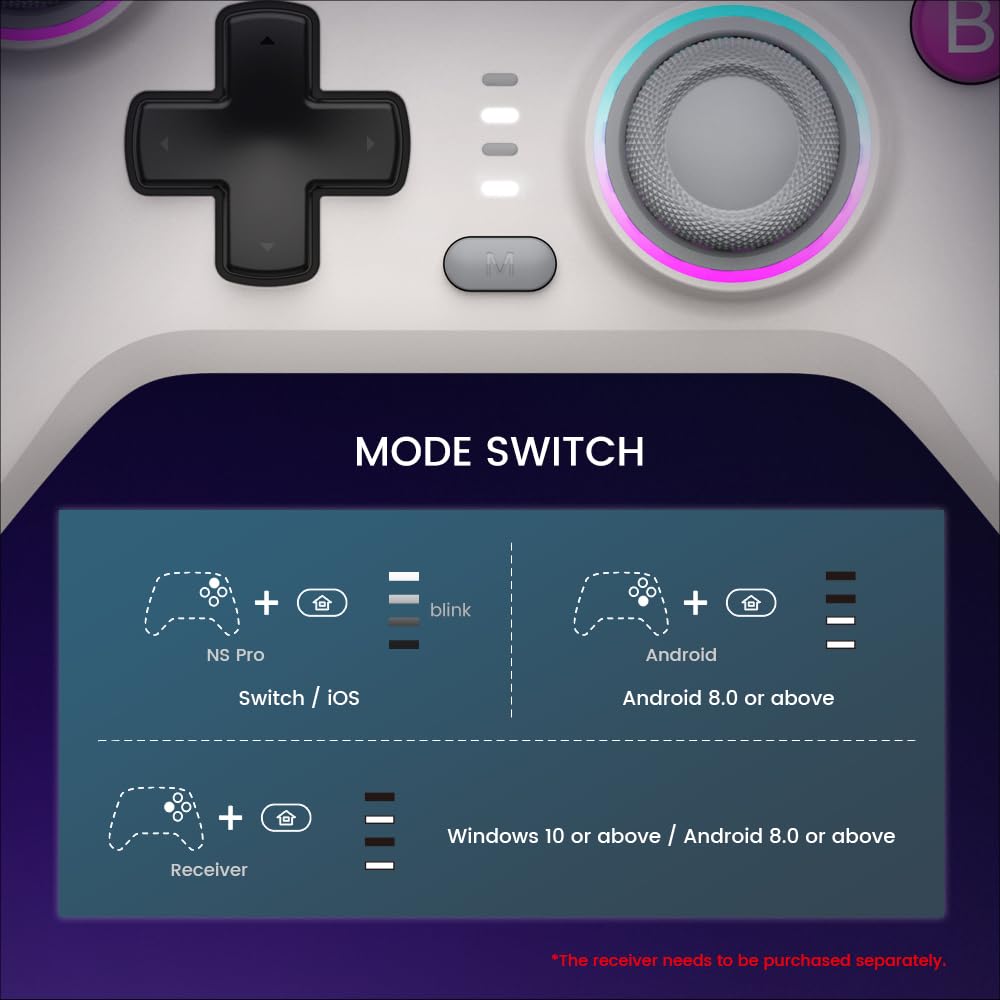 B
M
MODE SWITCH
blink
NS Pro
Switch / iOS
Android
Android 8.0 or above
Receiver
Windows 10 or above / Android 8.0 or above
*The receiver needs to be purchased separately.